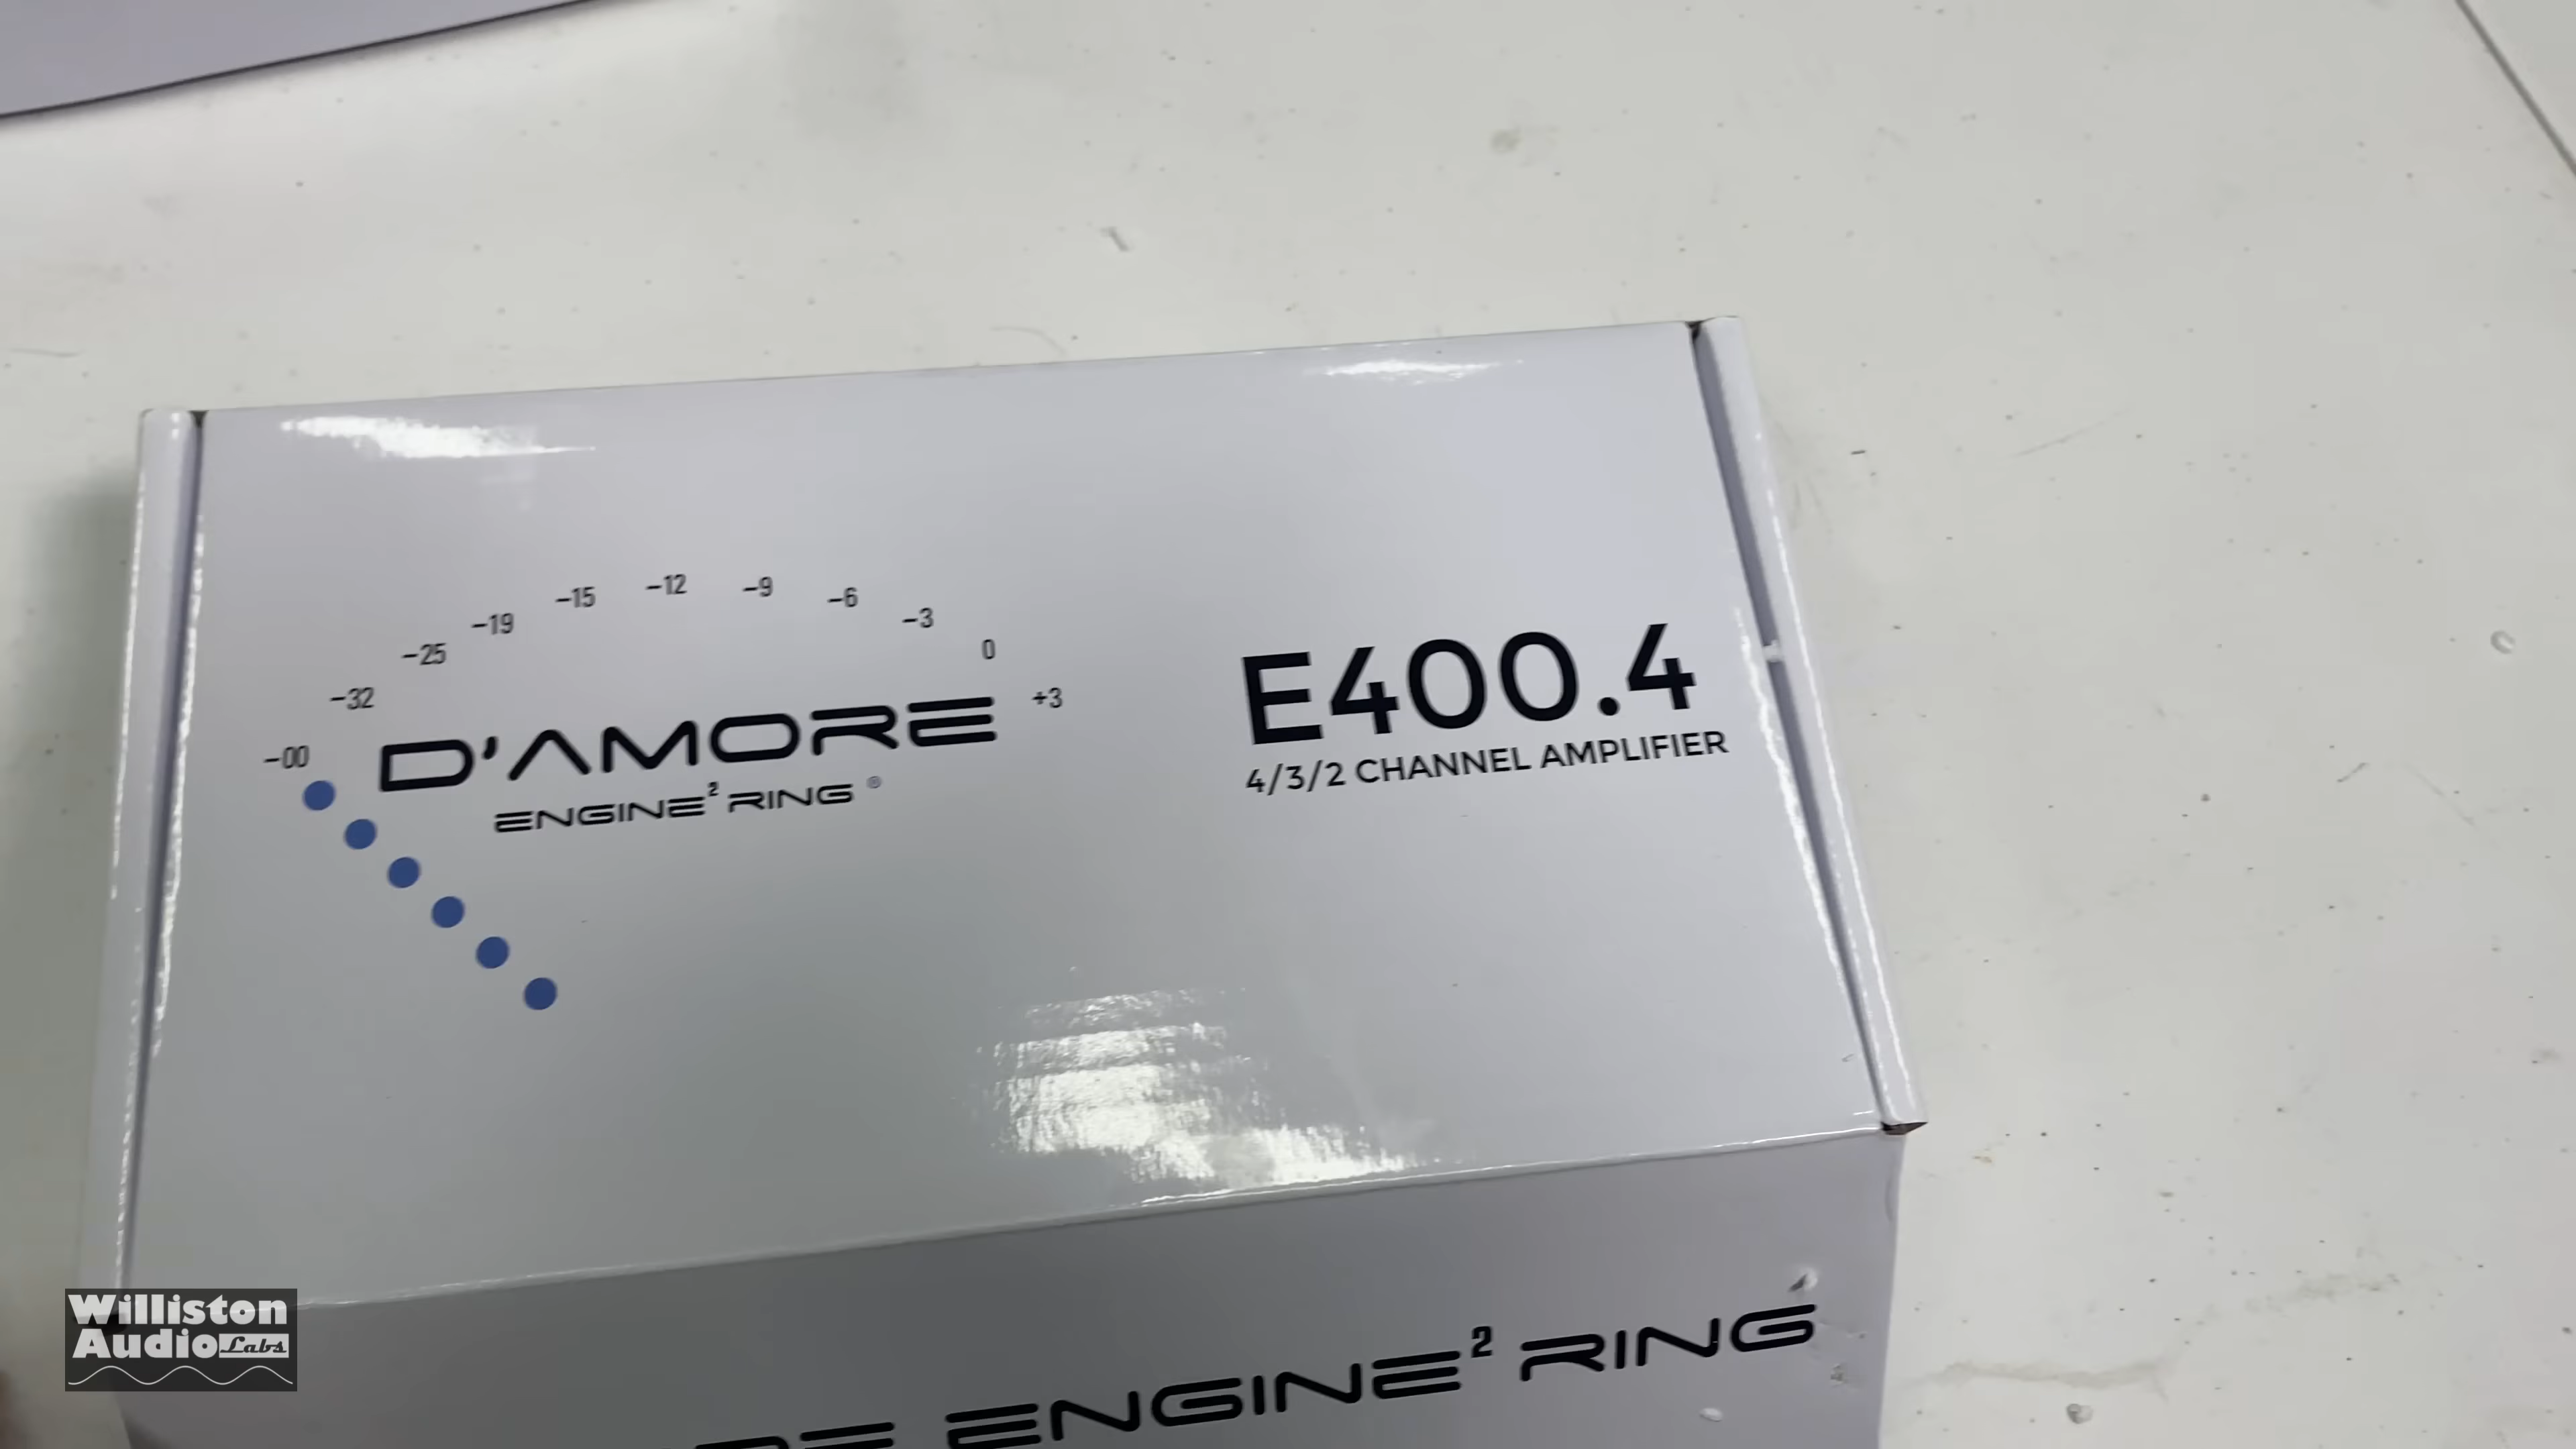 -00
-32
-25
-19
-15
-12
-9
-6
-3
0
+3
D'AMORE
ENGINE² RING ®
E400.4
4/3/2 CHANNEL AMPLIFIER
ENGINE² RING
Williston
Audio Labs